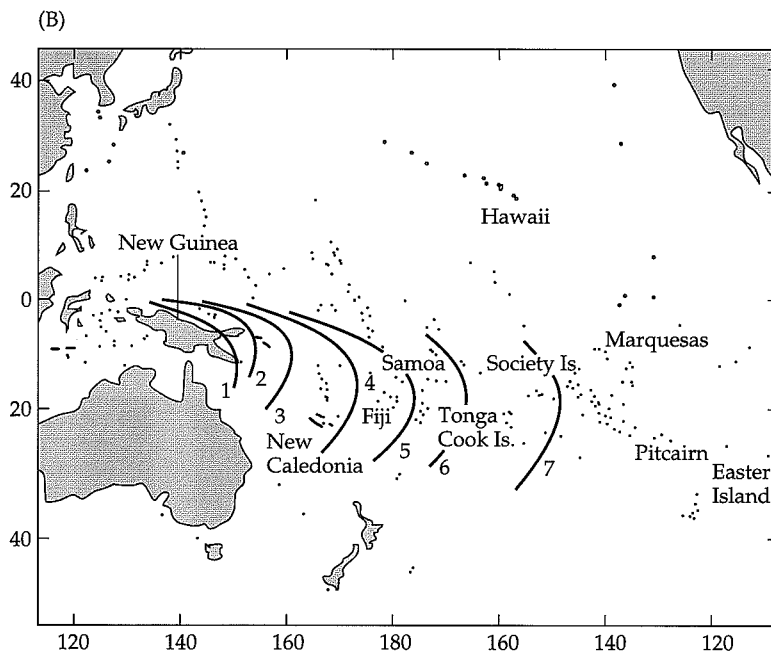 (B)
40
20
Hawaii
New Guinea
0
Marquesas
Samoa
Society Is.
1
2
3
4
Fiji
Tonga
20
New
Caledonia
Cook Is.
5
6
7
Pitcairn
Easter
Island
40
120
140
160
180
160
140
120